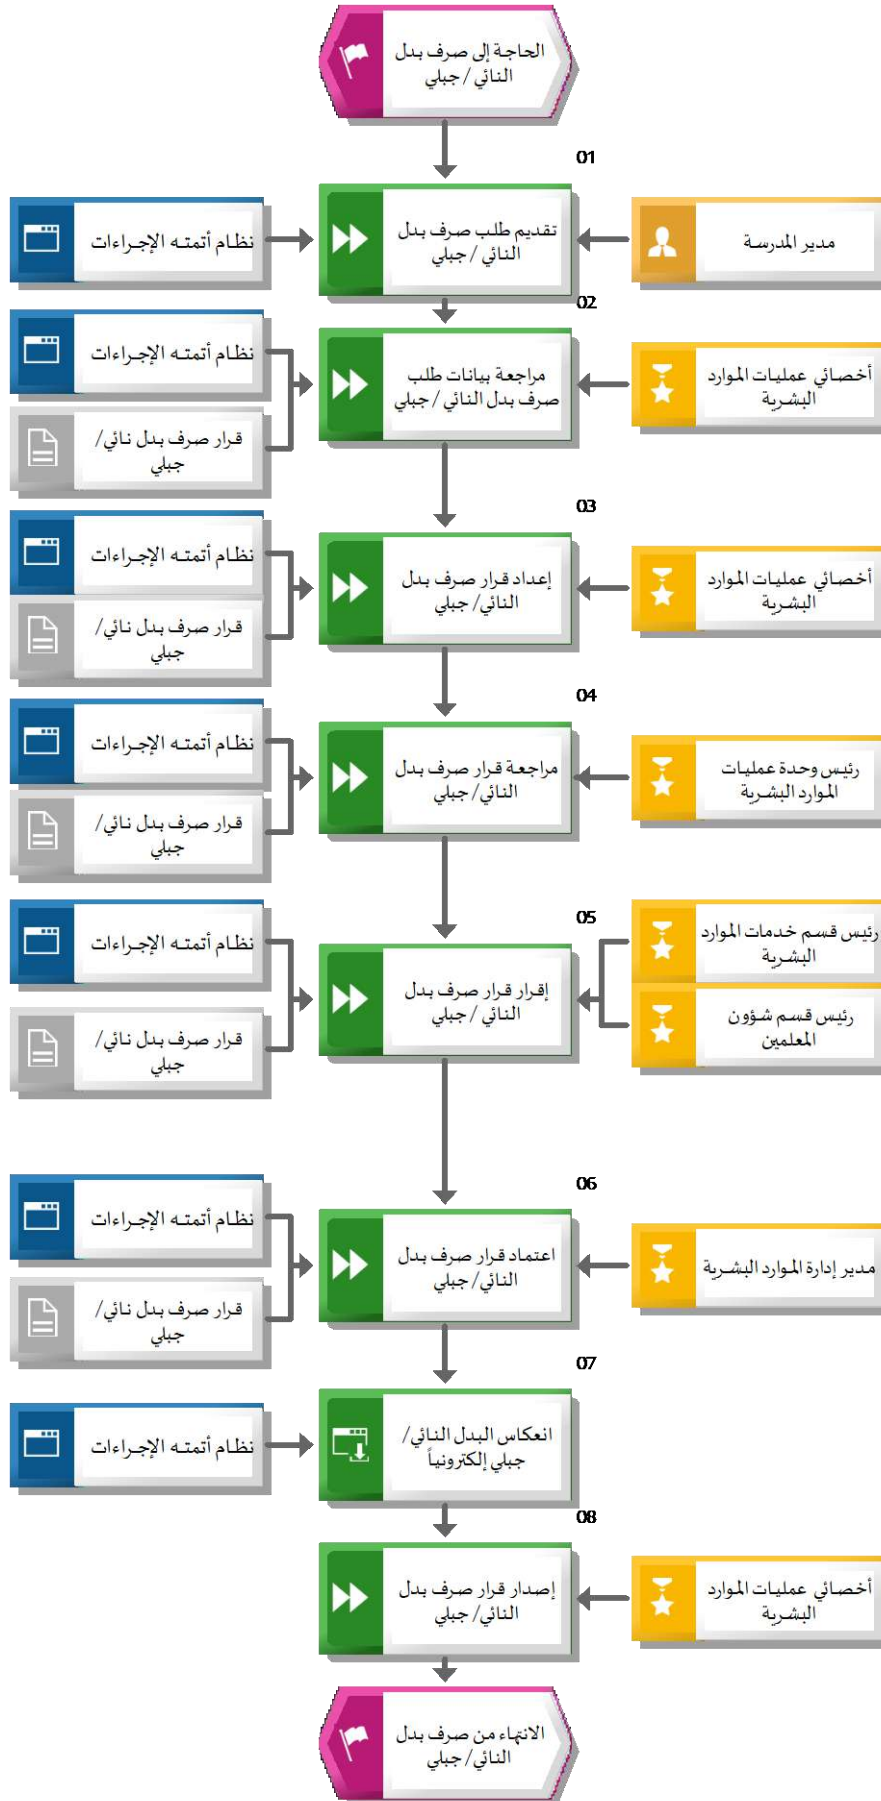 الحاجة إلى صرف بدل
النائي / جبلي
01
مدير المدرسة
تقديم طلب صرف بدل
النائي / جبلي
نظام أتمتة الإجراءات
02
أخصائي عمليات الموارد
البشرية
مراجعة بيانات طلب
صرف بدل النائي / جبلي
نظام أتمته الإجراءات
قرار صرف بدل نائي/
جبلي
03
أخصائي عمليات الموارد
البشرية
إعداد قرار صرف بدل
النائي/ جبلي
نظام أتمته الإجراءات
قرار صرف بدل نائي/
جبلي
04
رئيس وحدة عمليات
الموارد البشرية
مراجعة قرار صرف بدل
النائي/ جبلي
نظام أتمته الإجراءات
قرار صرف بدل نائي/
جبلي
05
رئيس قسم خدمات الموارد
البشرية
رئيس قسم شؤون
المعلمين
إقرار قرار صرف بدل
النائي / جبلي
نظام أتمته الإجراءات
قرار صرف بدل نائي/
جبلي
06
مدير إدارة الموارد البشرية
اعتماد قرار صرف بدل
النائي/ جبلي
نظام أتمته الإجراءات
قرار صرف بدل نائي/
جبلي
07
انعكاس البدل النائي/
جبلي إلكترونياً
نظام أتمته الإجراءات
08
أخصائي عمليات الموارد
البشرية
إصدار قرار صرف بدل
النائي/ جبلي
الانتهاء من صرف بدل
النائي/ جبلي